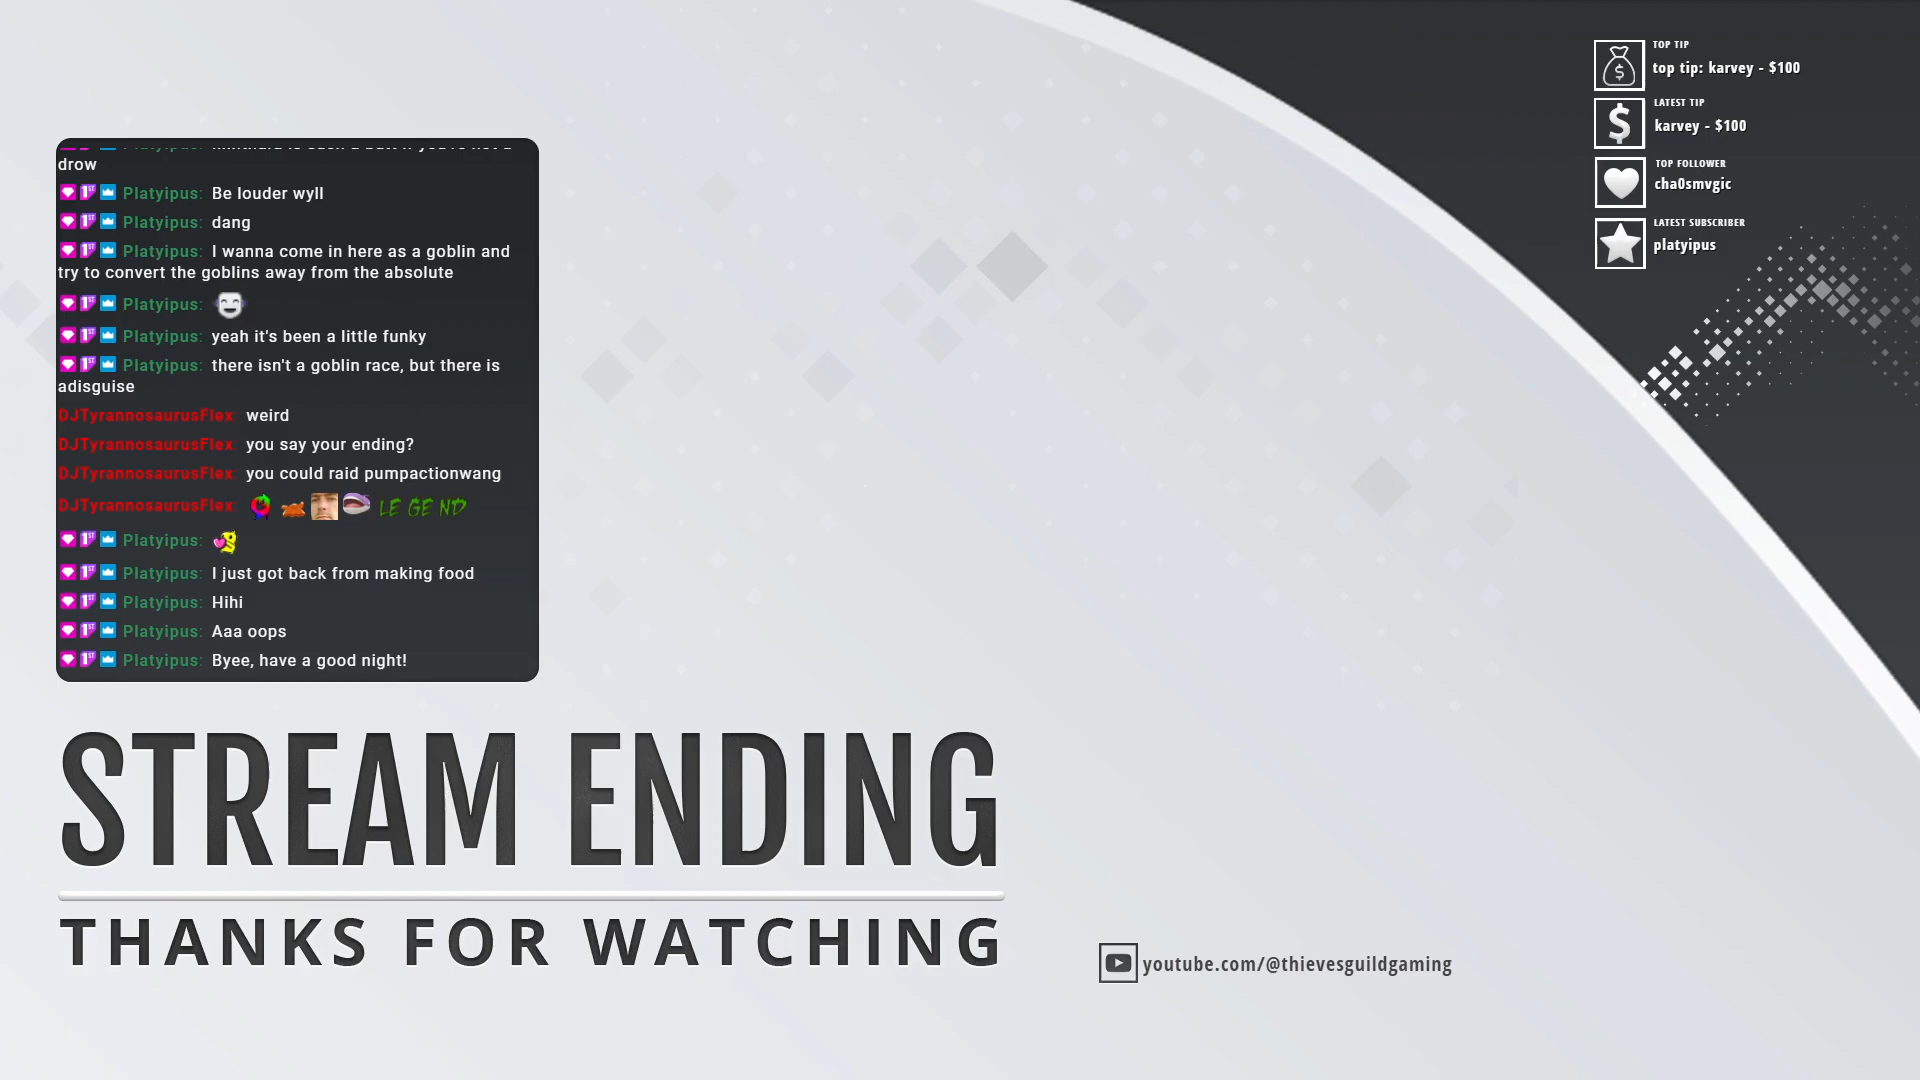 drow
Platyipus: Be louder wyll
Platyipus: dang
Platyipus: I wanna come in here as a goblin and
try to convert the goblins away from the absolute
Platyipus:
Platyipus: yeah it's been a little funky
Platyipus: there isn't a goblin race, but there is
adisguise
DJTyrannosaurusFlex: weird
DJTyrannosaurusFlex: you say your ending?
DJTyrannosaurusFlex: you could raid pumpactionwang
DJTyrannosaurusFlex: LEGEND
Platyipus:
Platyipus: I just got back from making food
Platyipus: Hihi
Platyipus: Aaa oops
Platyipus: Byee, have a good night!
STREAM ENDING
THANKS FOR WATCHING
youtube.com/@thievesguildgaming
TOP TIP
top tip: karvey - $100
LATEST TIP
karvey - $100
TOP FOLLOWER
cha0smvgic
LATEST SUBSCRIBER
platyipus